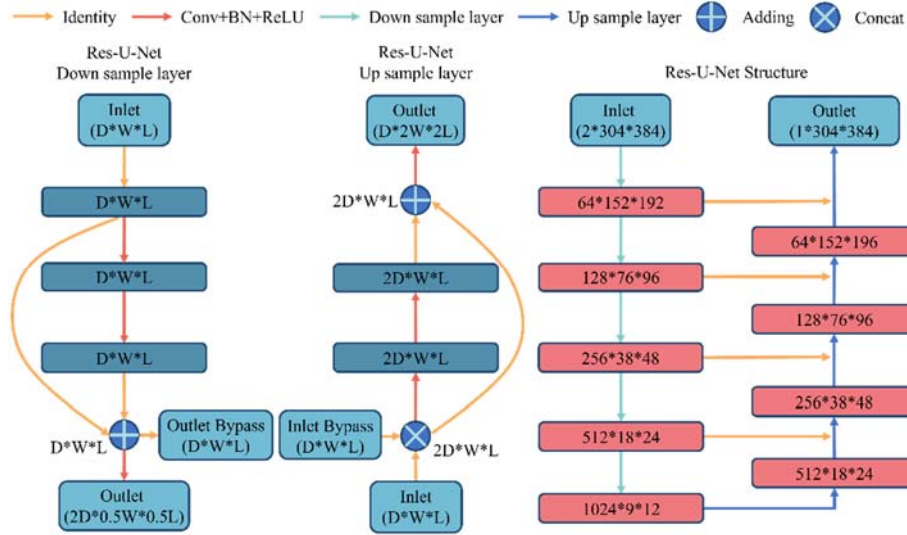 Identity
Conv+BN+ReLU
Down sample layer
Up sample layer
Adding
Concat
Res-U-Net
Down sample layer
Inlet
(D*W*L)
D*W*L
D*W*L
D*W*L
D*W*L
Outlet Bypass
(D*W*L)
Outlet
(2D*0.5W*0.5L)
Res-U-Net
Up sample layer
Outlet
(D*2W*2L)
2D*W*L
2D*W*L
2D*W*L
Inlet Bypass
(D*W*L)
2D*W*L
Inlet
(D*W*L)
Res-U-Net Structure
Inlet
(2*304*384)
64*152*192
128*76*96
256*38*48
512*18*24
1024*9*12
Outlet
(1*304*384)
64*152*196
128*76*96
256*38*48
512*18*24